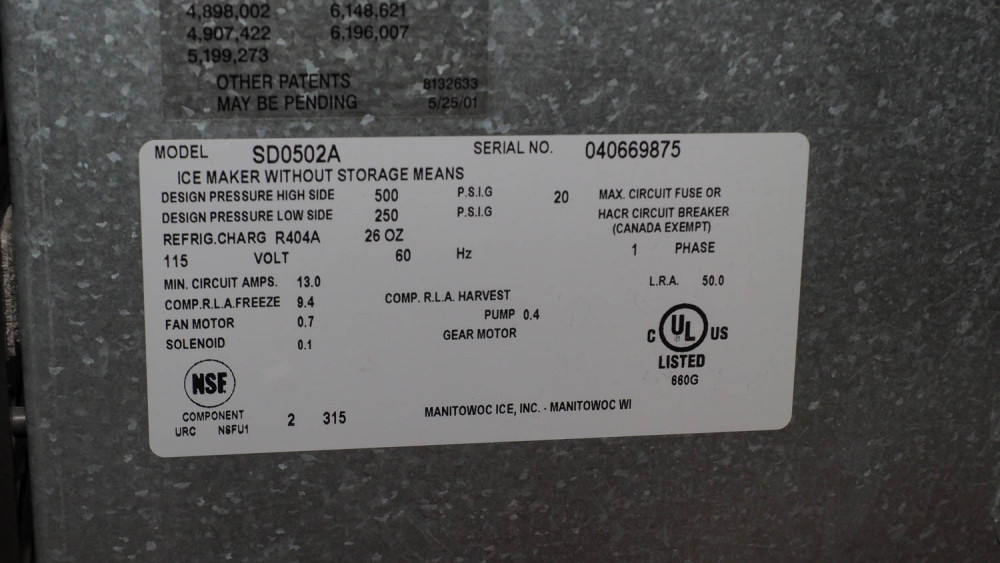 4,898,002 6,148,621
4,907,422 6,196,007
5,199,273
OTHER PATENTS 8132633
MAY BE PENDING 5/25/01
MODEL SD0502A SERIAL NO. 040669875
ICE MAKER WITHOUT STORAGE MEANS
DESIGN PRESSURE HIGH SIDE 500 P.S.I.G 20 MAX. CIRCUIT FUSE OR
DESIGN PRESSURE LOW SIDE 250 P.S.I.G HACR CIRCUIT BREAKER
(CANADA EXEMPT)
REFRIG.CHARG R404A 26 OZ
115 VOLT 60 Hz 1 PHASE
MIN. CIRCUIT AMPS. 13.0 L.R.A. 50.0
COMP.R.L.A.FREEZE 9.4 COMP. R.L.A. HARVEST
FAN MOTOR 0.7 PUMP 0.4
SOLENOID 0.1 GEAR MOTOR
C UL US
LISTED
660G
NSF
COMPONENT
URC NSFU1 2 315 MANITOWOC ICE, INC. - MANITOWOC WI